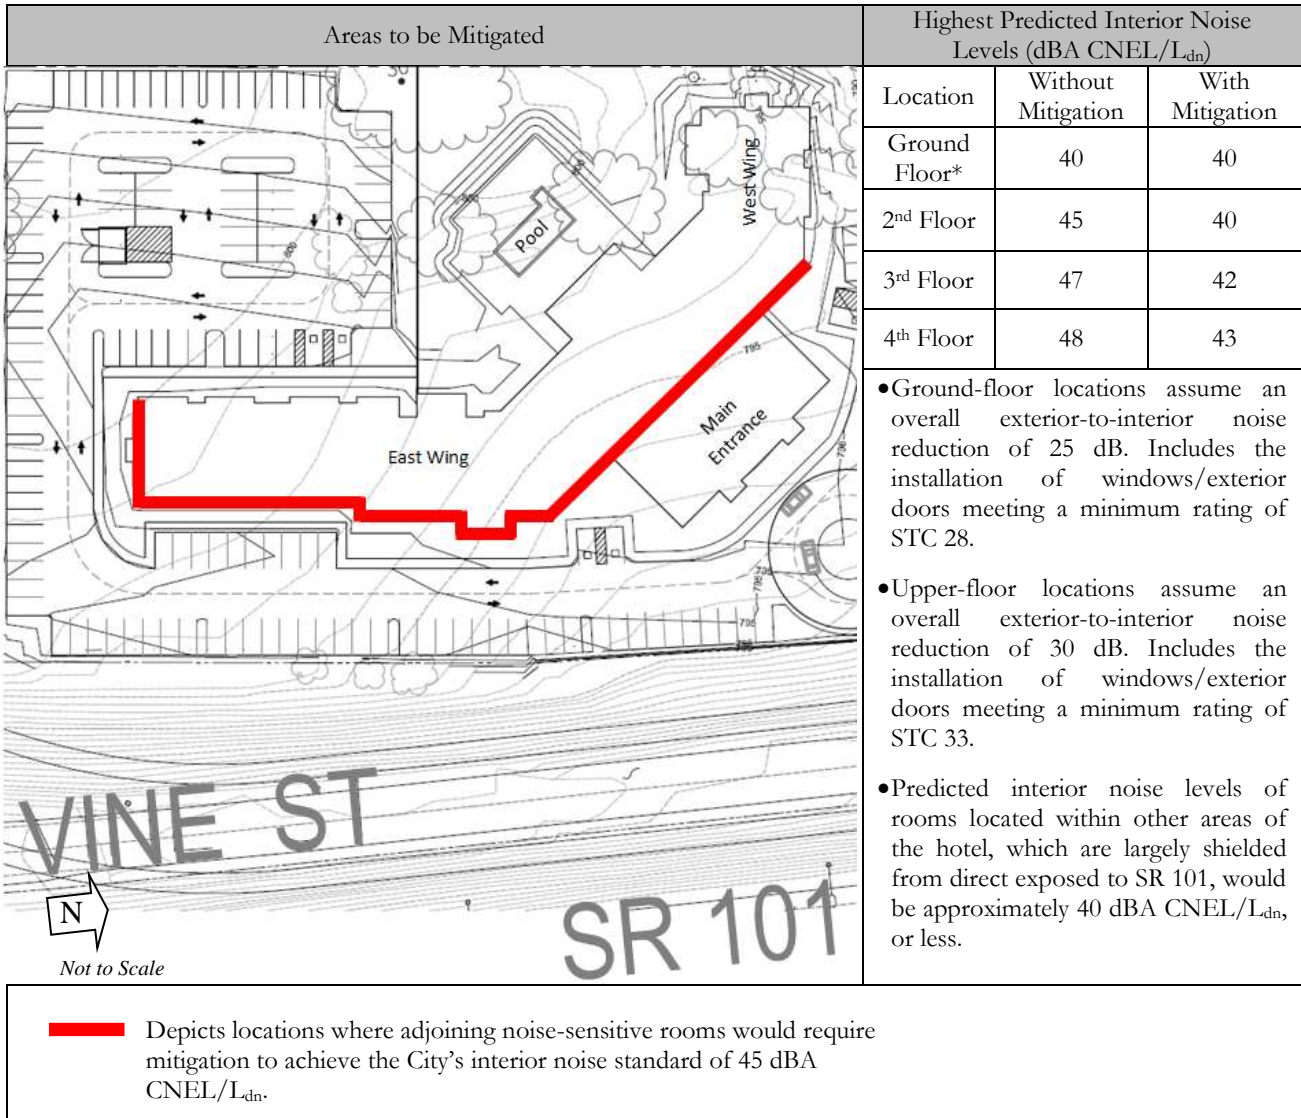 Areas to be Mitigated
Highest Predicted Interior Noise
Levels (dBA CNEL/Ldn)
Location
Without
Mitigation
With
Mitigation
Ground
Floor*
40
40
2nd Floor
45
40
3rd Floor
47
42
4th Floor
48
43
•Ground-floor locations assume an
overall exterior-to-interior noise
reduction of 25 dB. Includes the
installation of windows/exterior
doors meeting a minimum rating of
STC 28.
•Upper-floor locations assume an
overall exterior-to-interior noise
reduction of 30 dB. Includes the
installation of windows/exterior
doors meeting a minimum rating of
STC 33.
•Predicted interior noise levels of
rooms located within other areas of
the hotel, which are largely shielded
from direct exposed to SR 101, would
be approximately 40 dBA CNEL/Ldn,
or less.
West Wing
Pool
800
795
Main
Entrance
East Wing
796
795
795
VINE ST
SR 101
N
Not to Scale
Depicts locations where adjoining noise-sensitive rooms would require
mitigation to achieve the City's interior noise standard of 45 dBA
CNEL/Ldn.